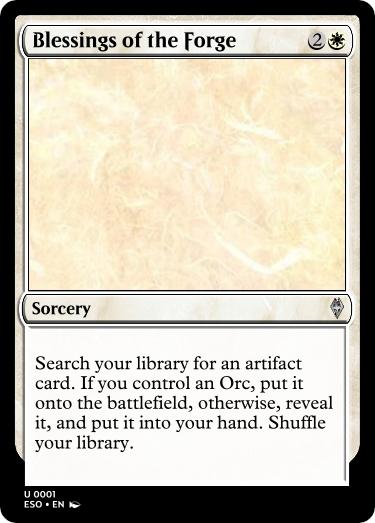 Blessings of the Forge 2
Sorcery
Search your library for an artifact
card. If you control an Orc, put it
onto the battlefield, otherwise, reveal
it, and put it into your hand. Shuffle
your library.
U 0001
ESO • EN